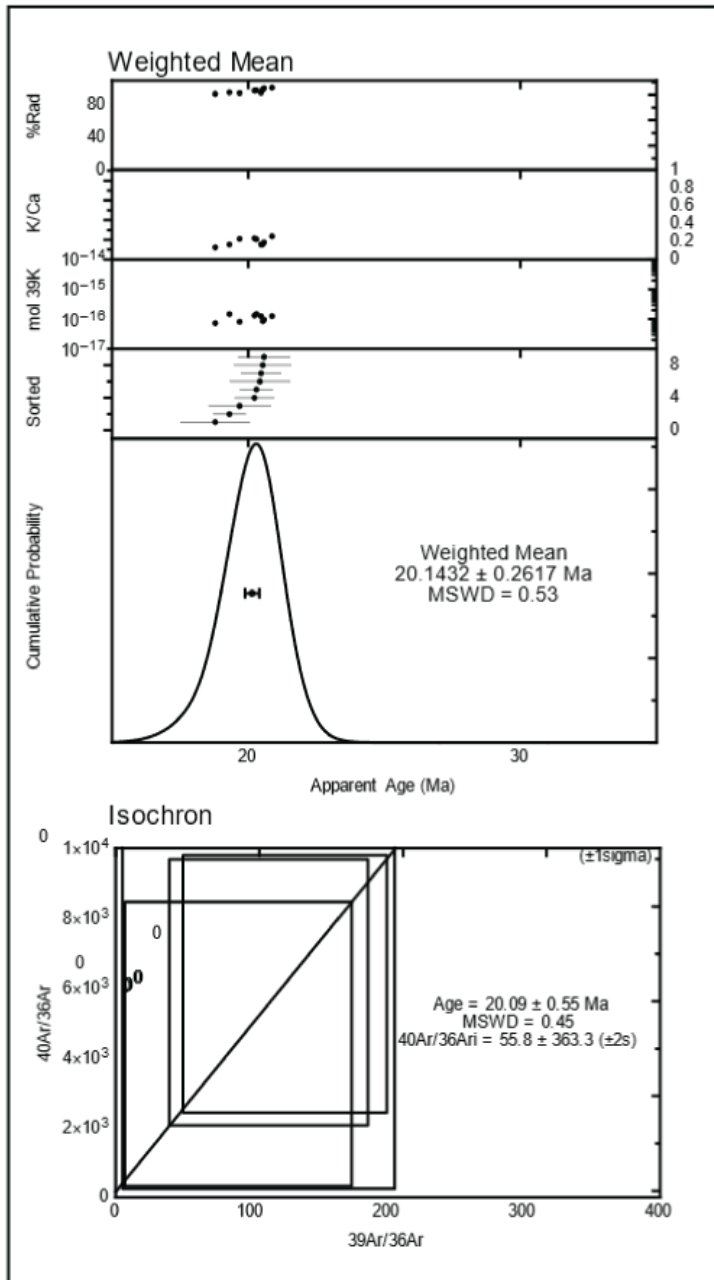 Weighted Mean
%Rad
80
40
0
K/Ca
1
0.8
0.6
0.4
0.2
0
mol 39K
10⁻¹⁴
10⁻¹⁵
10⁻¹⁶
10⁻¹⁷
Sorted
8
4
0
Cumulative Probability
Weighted Mean
20.1432 ± 0.2617 Ma
MSWD = 0.53
20
30
Apparent Age (Ma)
Isochron
0
1×10⁴
8×10³
6×10³
4×10³
2×10³
0
40Ar/36Ar
(±1sigma)
0
0
0
Age = 20.09 ± 0.55 Ma
MSWD = 0.45
40Ar/36Ari = 55.8 ± 363.3 (±2s)
0
100
200
300
400
39Ar/36Ar